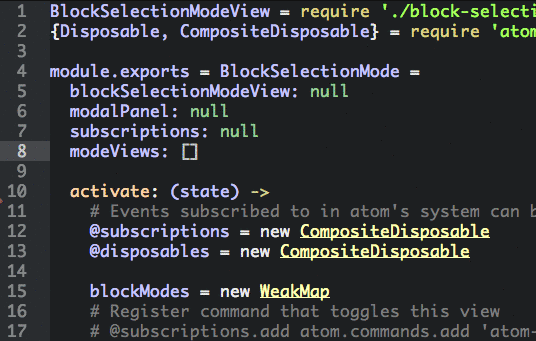 1 BlockSelectionModeView = require './block-selecti
2 {Disposable, CompositeDisposable} = require 'atom
3
4 module.exports = BlockSelectionMode =
5 blockSelectionModeView: null
6 modalPanel: null
7 subscriptions: null
8 modeViews: []
9
10 activate: (state) ->
11 # Events subscribed to in atom's system can b
12 @subscriptions = new CompositeDisposable
13 @disposables = new CompositeDisposable
14
15 blockModes = new WeakMap
16 # Register command that toggles this view
17 # @subscriptions.add atom.commands.add 'atom-